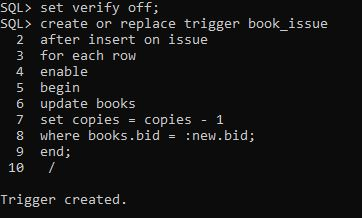 SQL> set verify off;
SQL> create or replace trigger book_issue
  2  after insert on issue
  3  for each row
  4  enable
  5  begin
  6  update books
  7  set copies = copies - 1
  8  where books.bid = :new.bid;
  9  end;
 10   /
Trigger created.